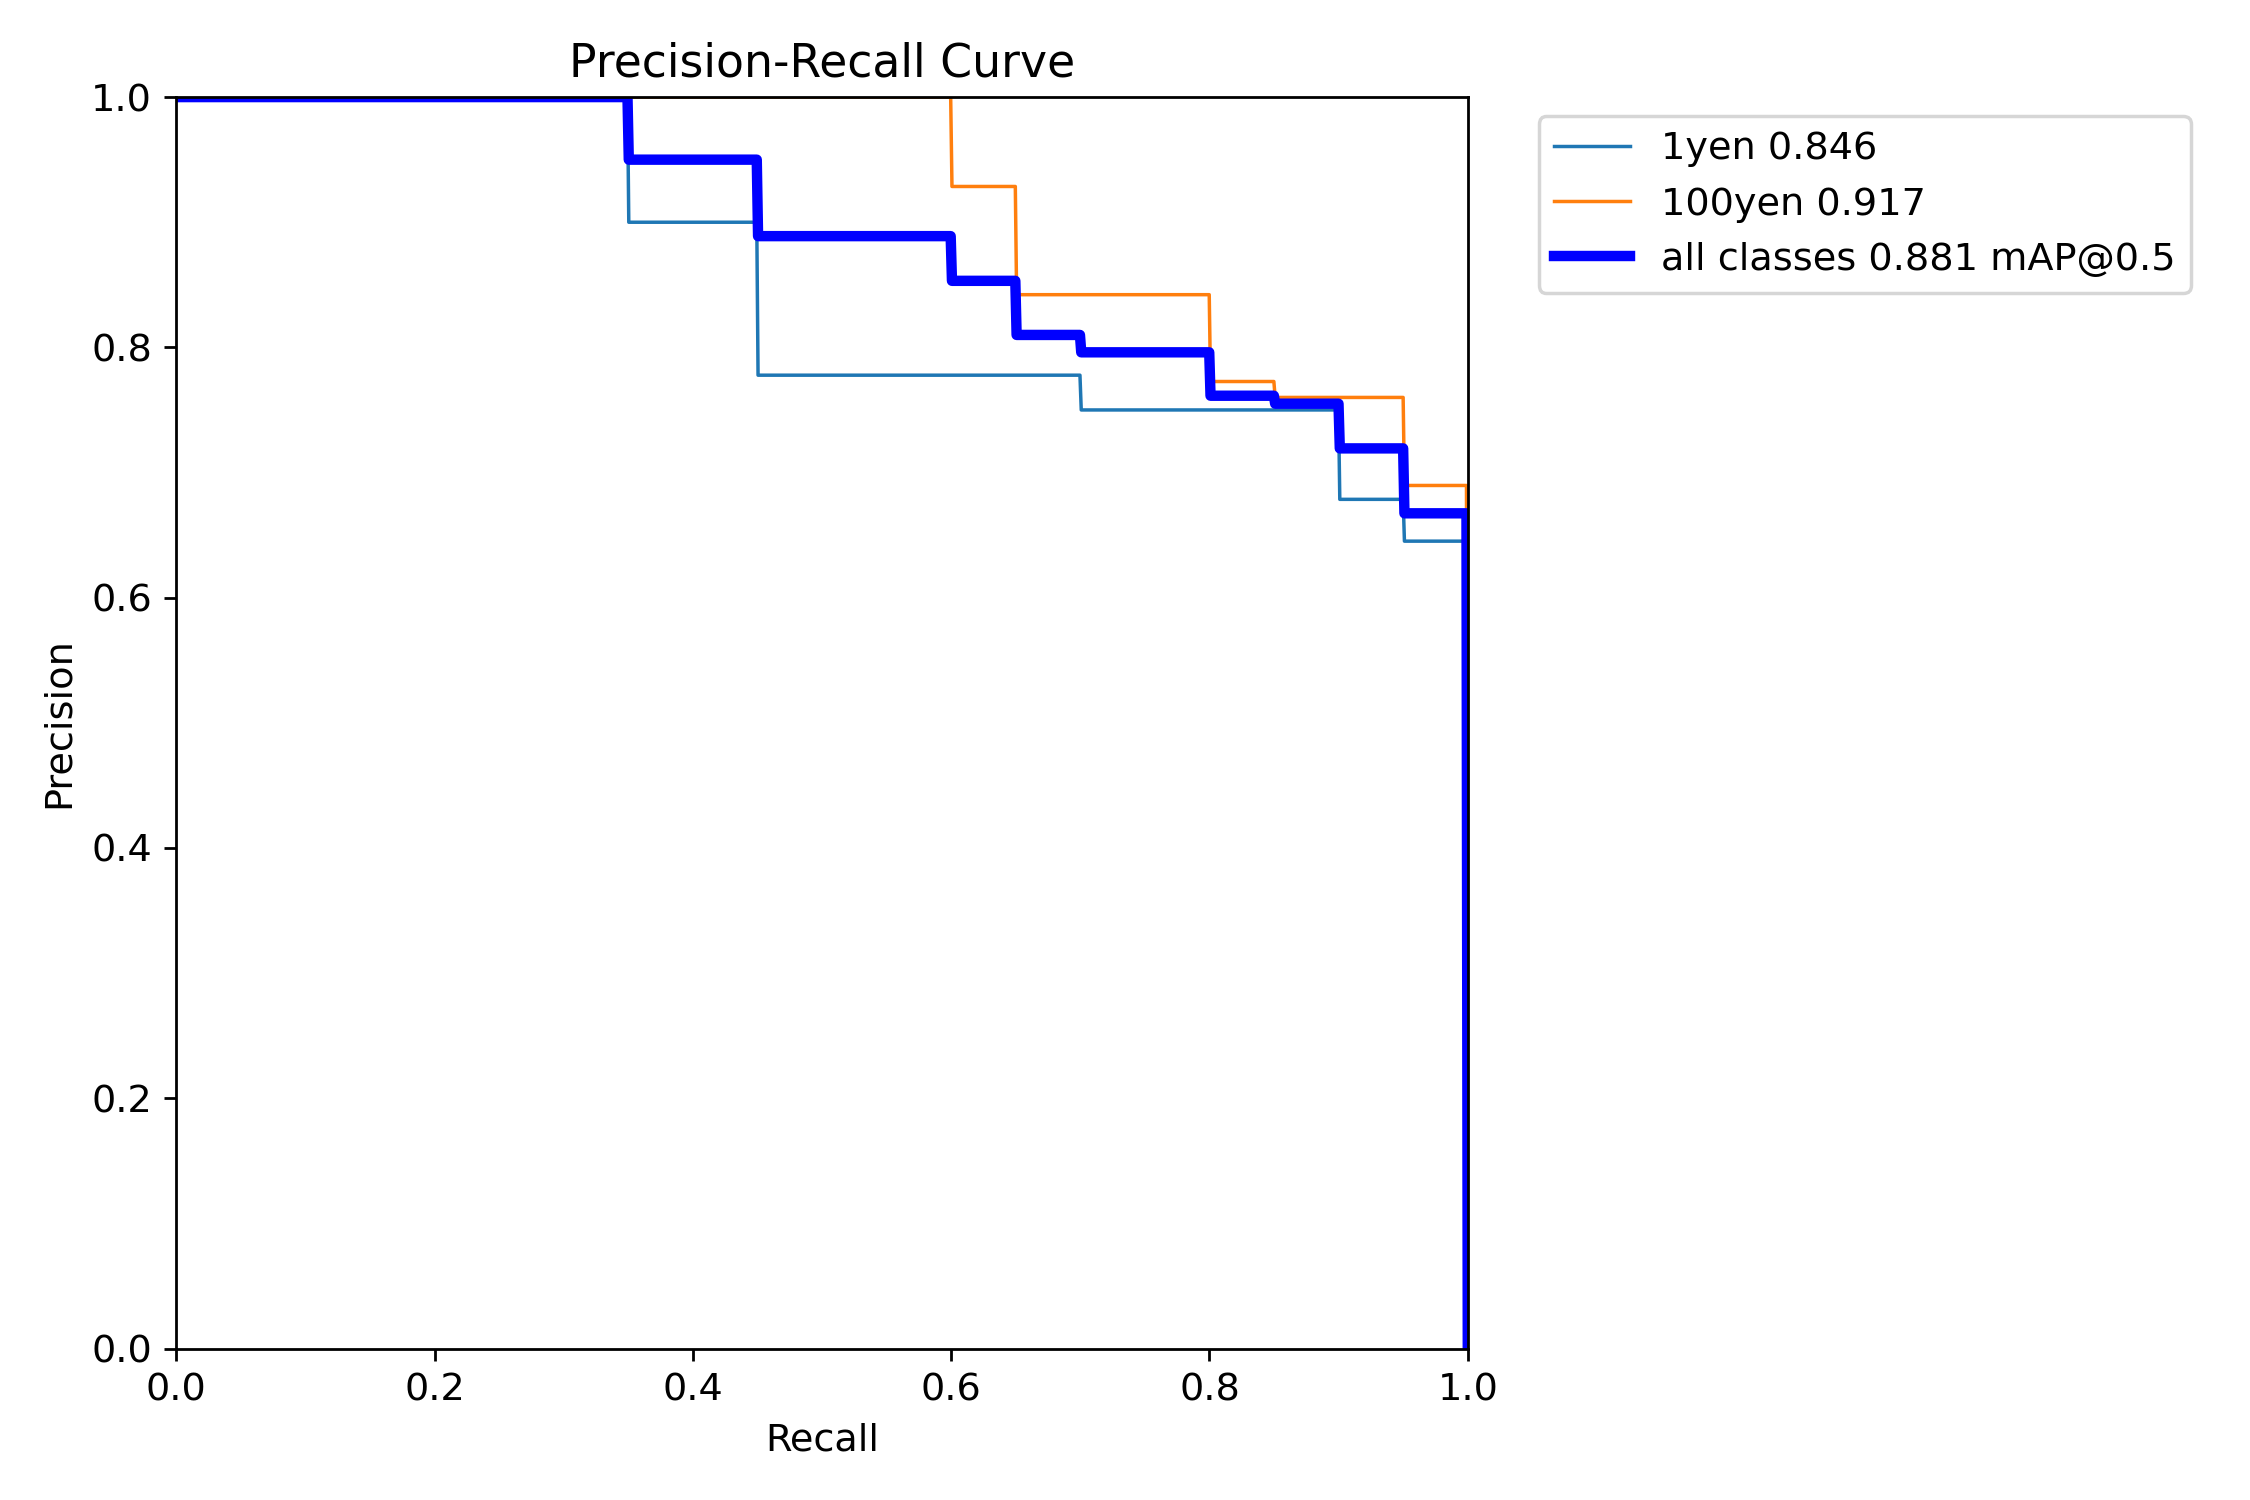 Precision-Recall Curve
1.0
0.8
0.6
0.4
0.2
0.0
Precision
0.0 0.2 0.4 0.6 0.8 1.0
Recall
1yen 0.846
100yen 0.917
all classes 0.881 mAP@0.5